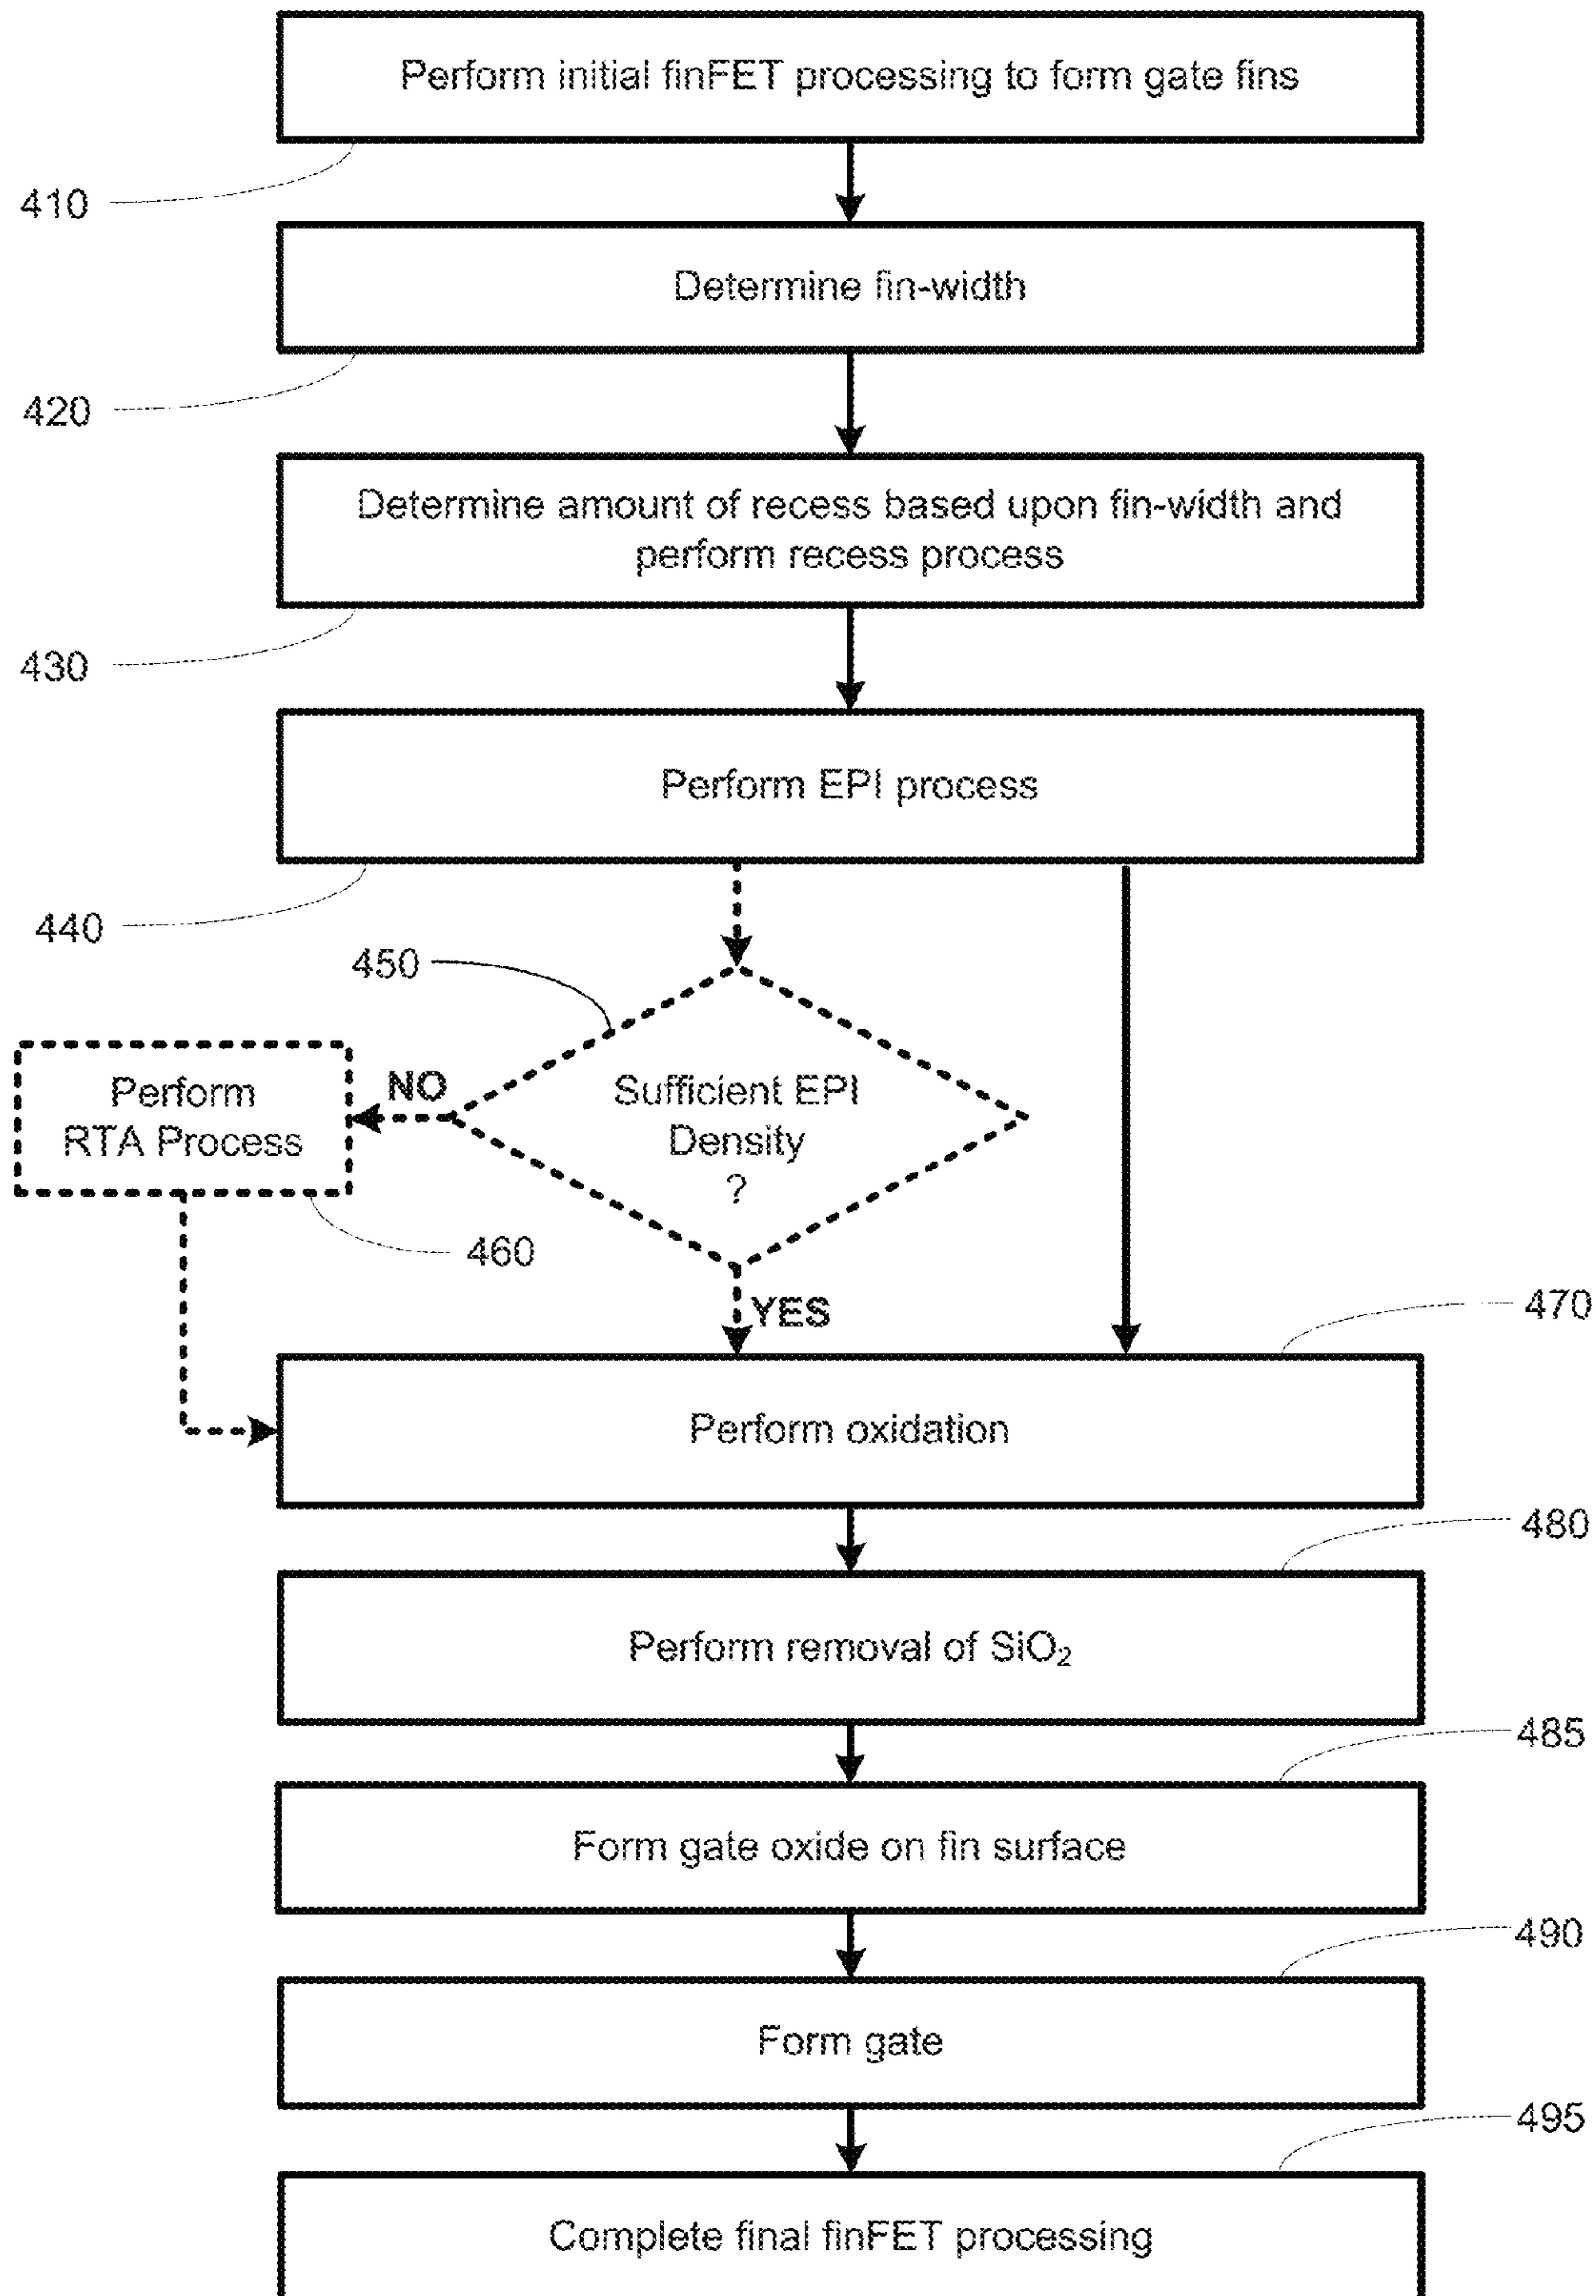 Perform initial finFET processing to form gate fins
410
Determine fin-width
420
Determine amount of recess based upon fin-width and
perform recess process
430
Perform EPI process
440
450
Sufficient EPI
Density
?
NO
Perform
RTA Process
460
YES
470
Perform oxidation
480
Perform removal of SiO₂
485
Form gate oxide on fin surface
490
Form gate
495
Complete final finFET processing